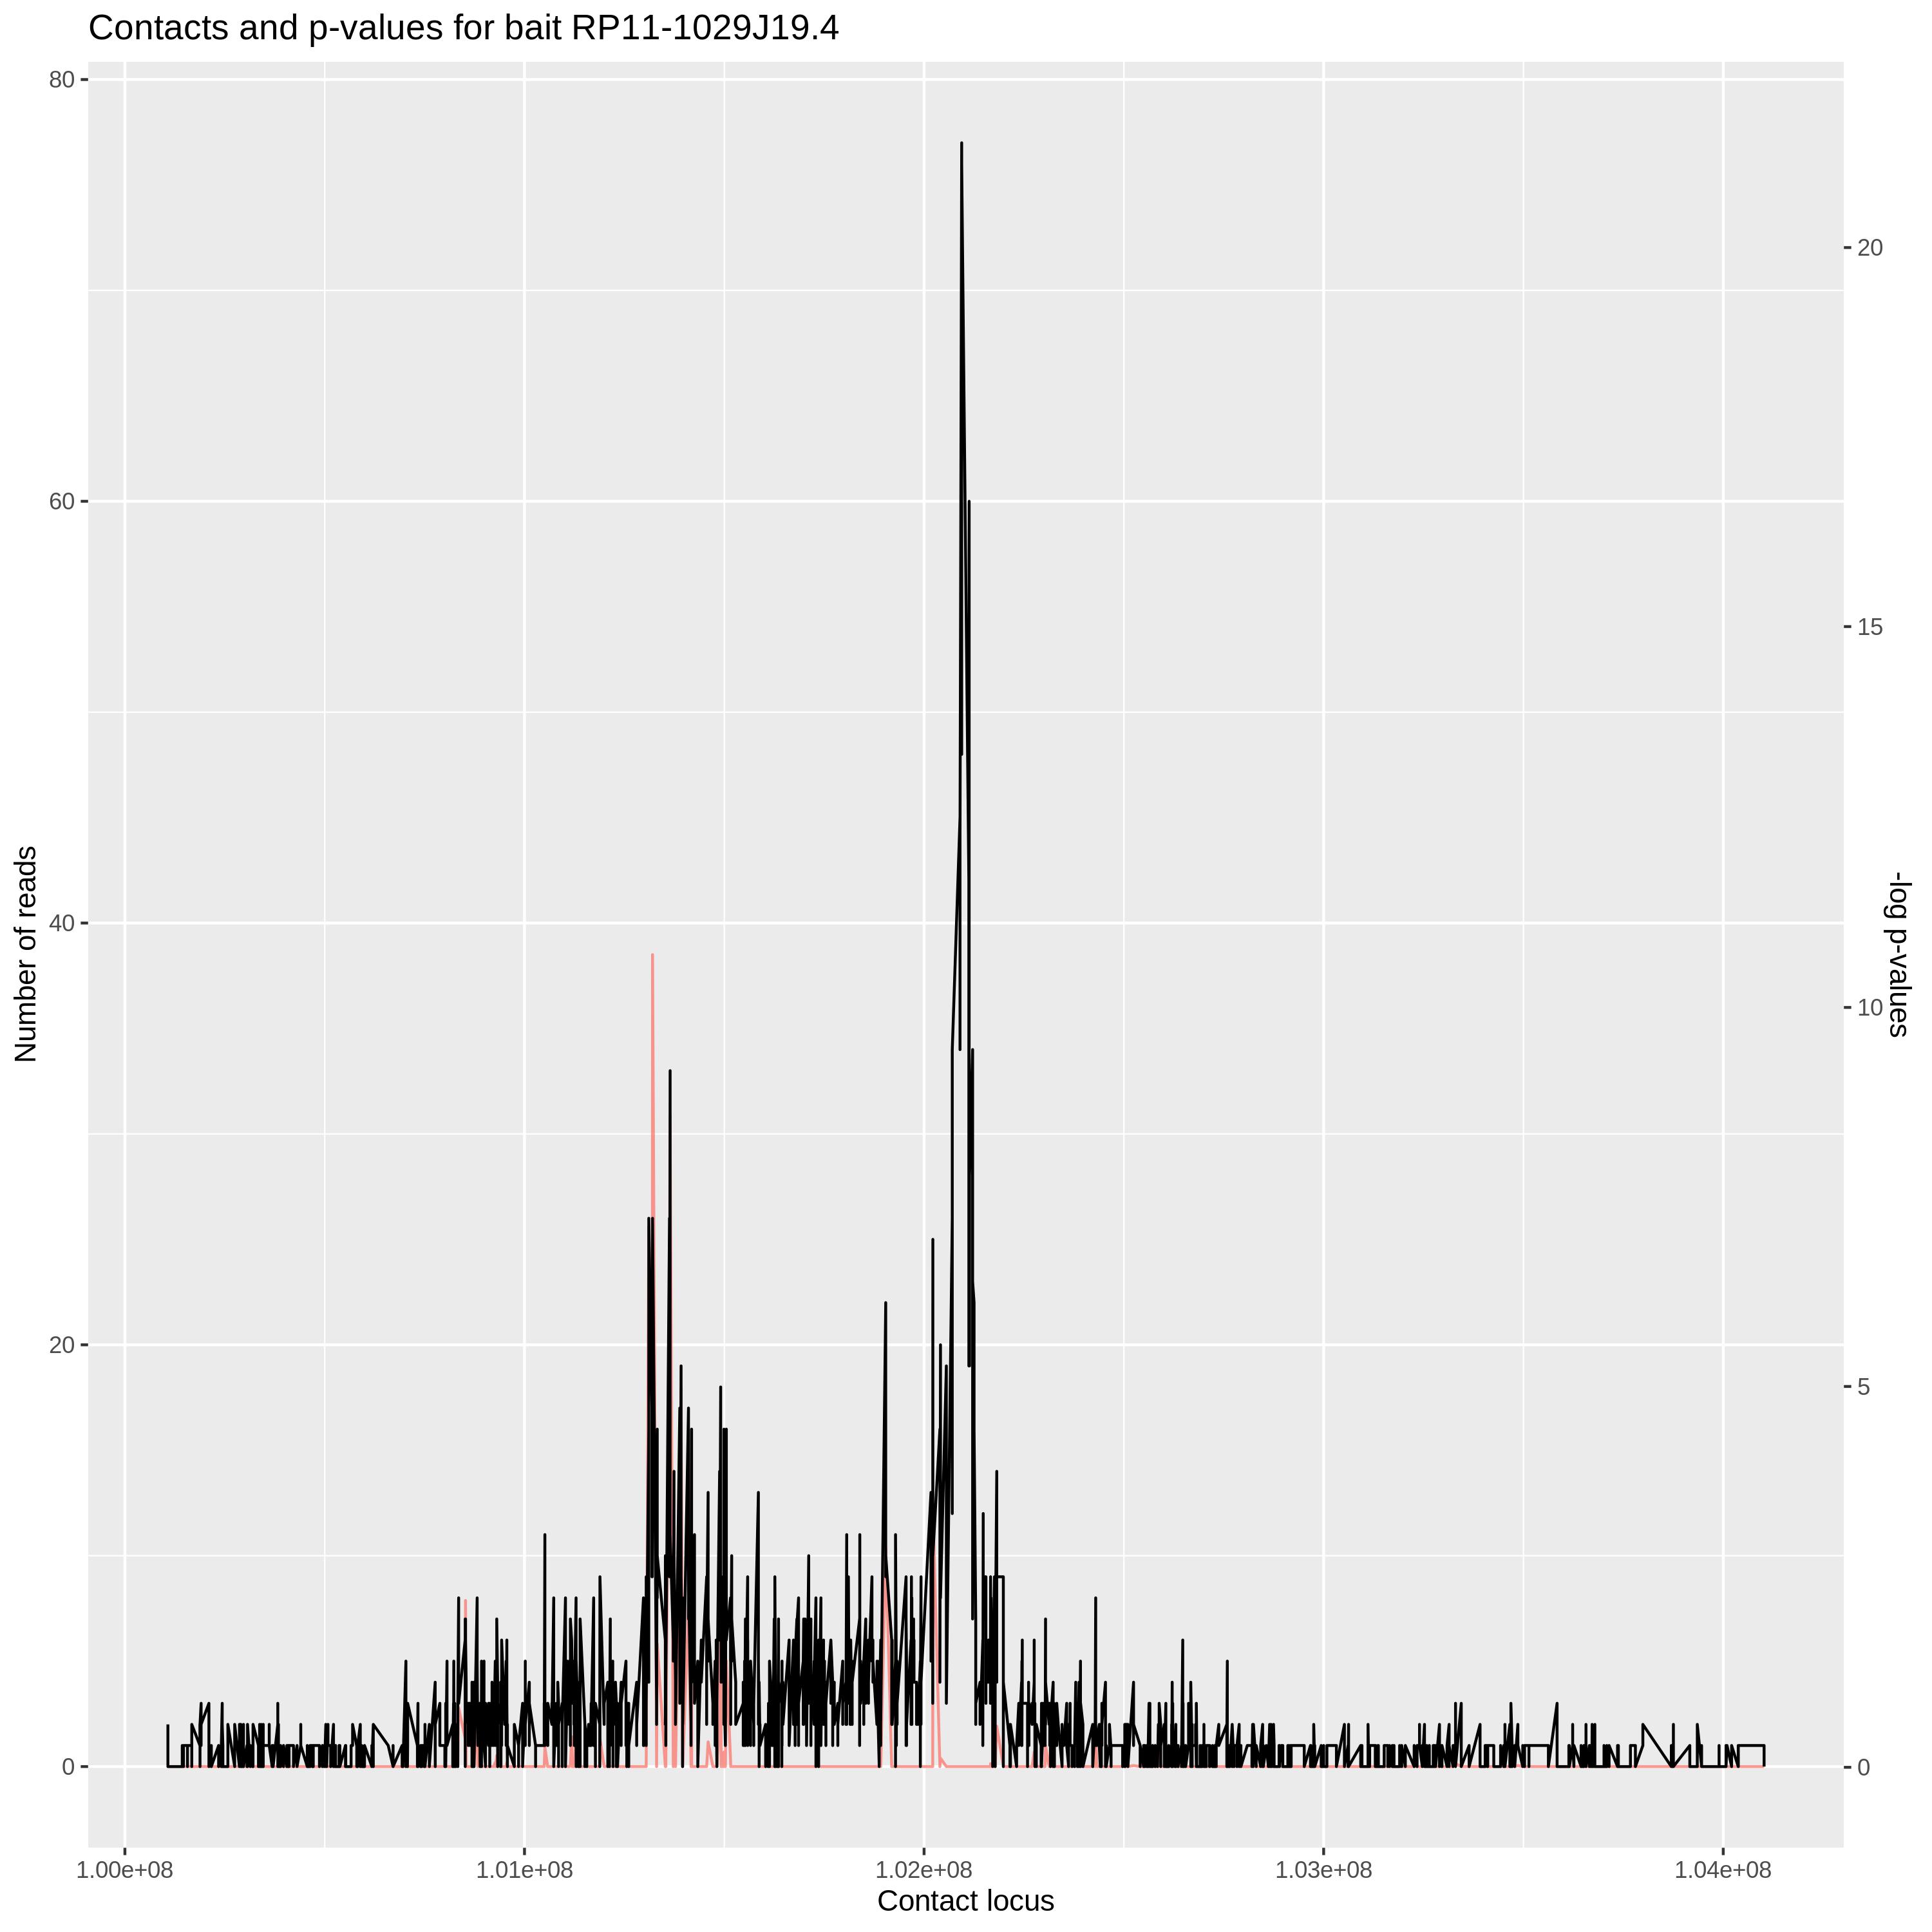 Contacts and p-values for bait RP11-1029J19.4
80
60
40
20
0
Number of reads
20
15
10
5
0
-log p-values
1.00e+08 1.01e+08 1.02e+08 1.03e+08 1.04e+08
Contact locus